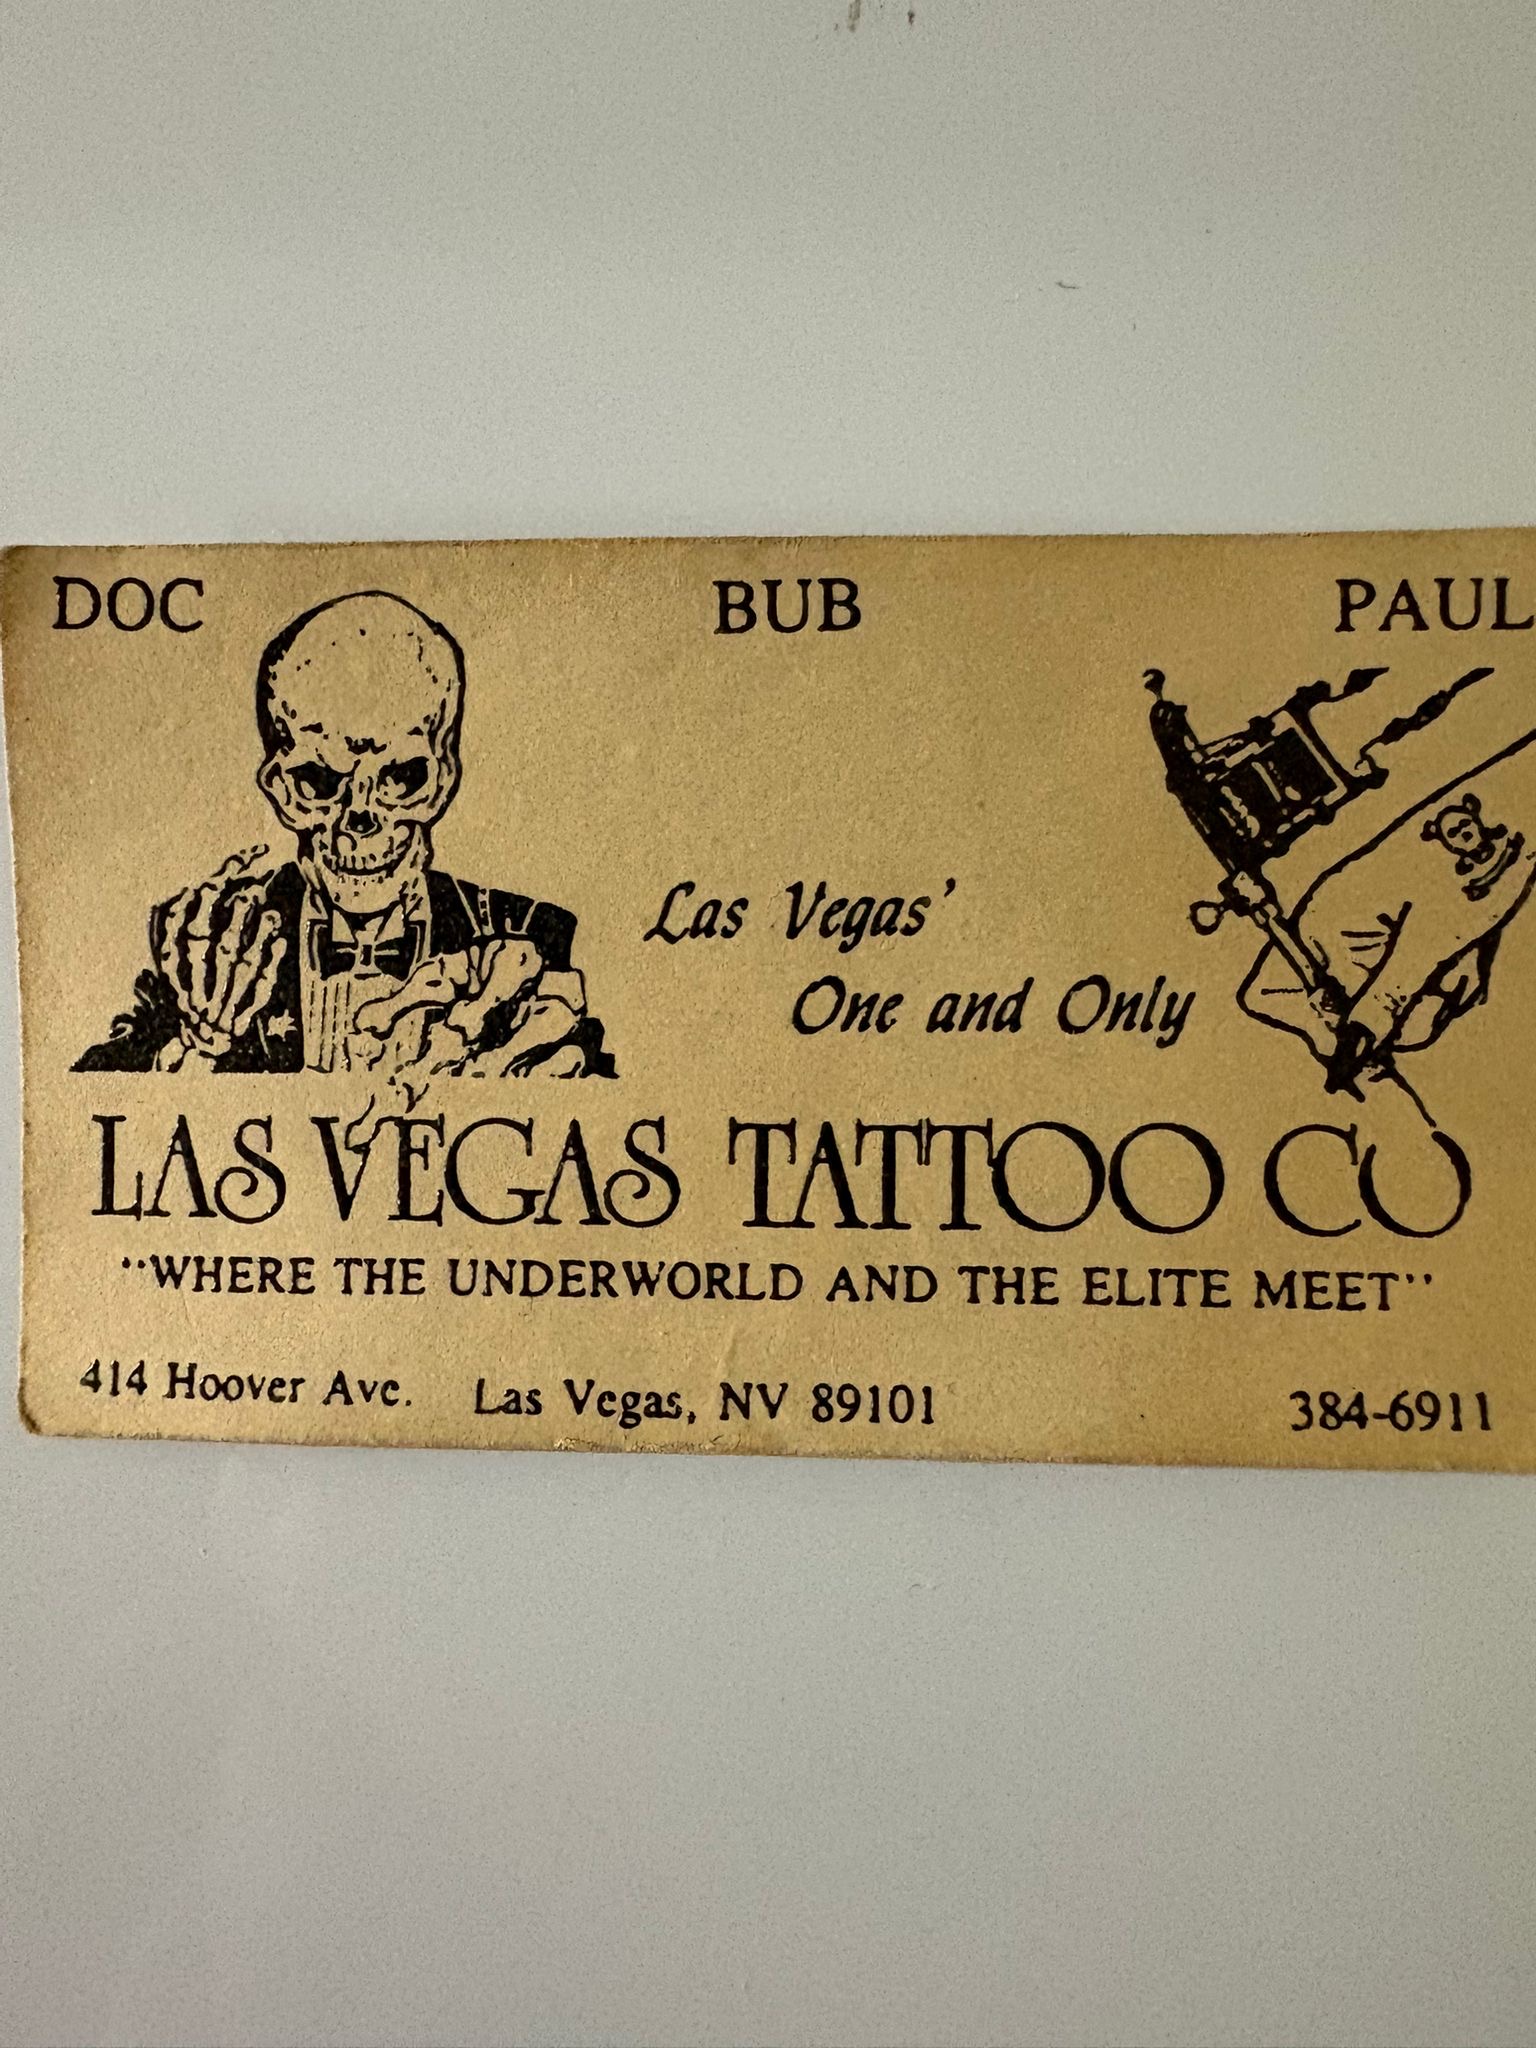 DOC BUB PAUL
Las Vegas'
One and Only
LAS VEGAS TATTOO CO
"WHERE THE UNDERWORLD AND THE ELITE MEET"
414 Hoover Ave. Las Vegas, NV 89101 384-6911